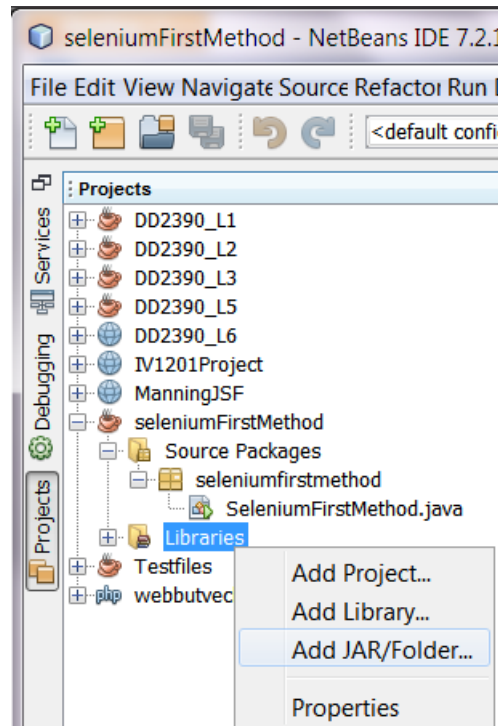 seleniumFirstMethod - NetBeans IDE 7.2.1
File Edit View Navigate Source Refactor Run
<default confi
Projects
Services
Debugging
Projects
DD2390_L1
DD2390_L2
DD2390_L3
DD2390_L5
DD2390_L6
IV1201Project
ManningJSF
seleniumFirstMethod
Source Packages
seleniumfirstmethod
SeleniumFirstMethod.java
Libraries
Testfiles
php webbutvec
Add Project...
Add Library...
Add JAR/Folder...
Properties